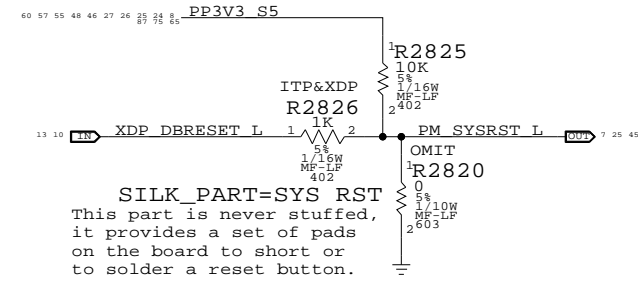 60 57 55 48 46 27 26 25 24 8 PP3V3_S5
87 75 65
1
R2825
10K
5%
1/16W
MF-LF
2 402
ITP&XDP
R2826
13 10 IN XDP_DBRESET_L 1 1K 2 PM_SYSRST_L OUT 7 25 45
5%
1/16W
MF-LF
402
OMIT
1
R2820
0
5%
1/10W
MF-LF
2 603
SILK_PART=SYS RST
This part is never stuffed,
it provides a set of pads
on the board to short or
to solder a reset button.